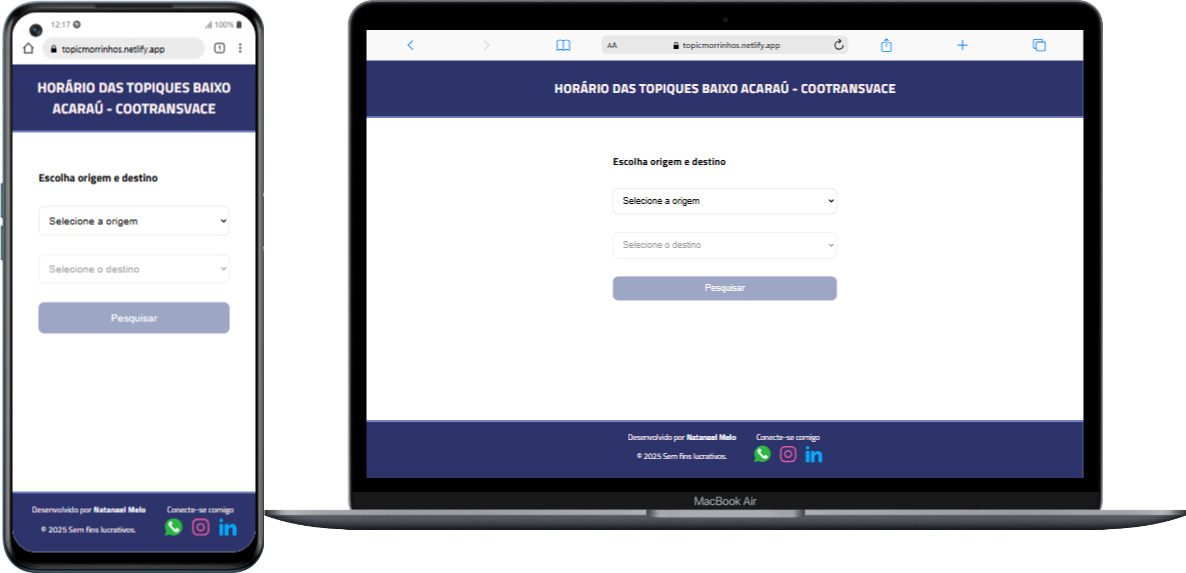 12:17
100%
topicmorrinhos.netlify.app
1
HORÁRIO DAS TOPIQUES BAIXO
ACARAÚ - COOTRANSVACE
Escolha origem e destino
Selecione a origem
Selecione o destino
Pesquisar
Desenvolvido por Natanael Melo
Conecte-se comigo
© 2025 Sem fins lucrativos.
in
AA
topicmorrinhos.netlify.app
HORÁRIO DAS TOPIQUES BAIXO ACARAÚ - COOTRANSVACE
Escolha origem e destino
Selecione a origem
Selecione o destino
Pesquisar
Desenvolvido por Natanael Melo
Conecte-se comigo
© 2025 Sem fins lucrativos.
in
MacBook Air